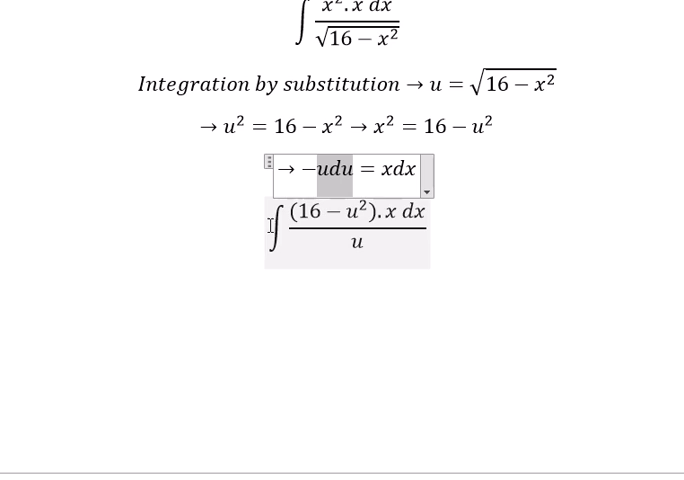 ∫ x². x dx / √(16 − x²)
Integration by substitution → u = √(16 − x²)
→ u² = 16 − x² → x² = 16 − u²
→ −udu = xdx
∫ (16 − u²). x dx / u